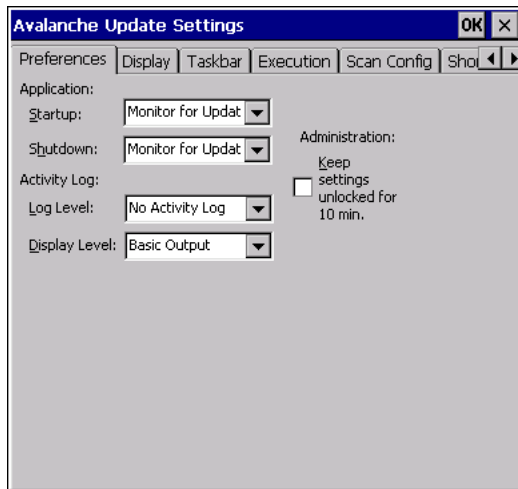 Avalanche Update Settings OK ×
Preferences Display Taskbar Execution Scan Config Shor
Application:
Startup: Monitor for Updat
Shutdown: Monitor for Updat
Administration:
Keep
settings
unlocked for
10 min.
Activity Log:
Log Level: No Activity Log
Display Level: Basic Output